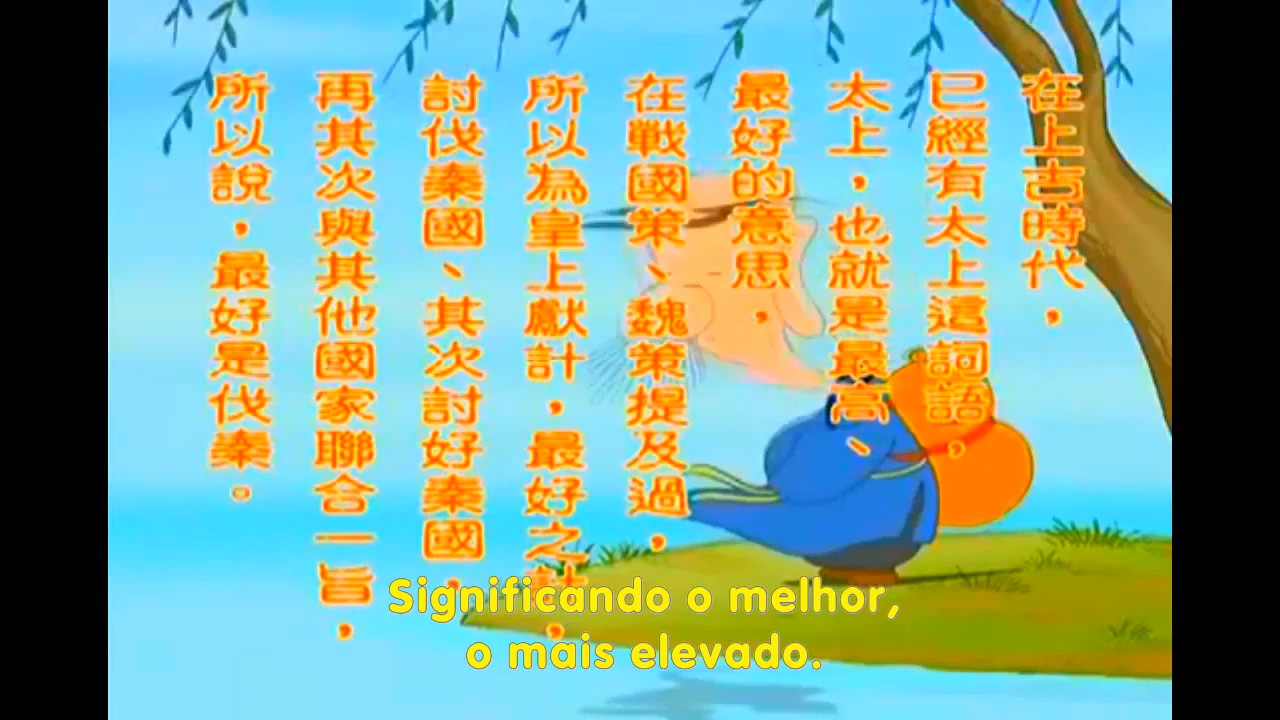 在上古時代，
已經有太上這詞語，
太上，也就是最高、
最好的意思，
在戰國策、魏策提及過，
所以為皇上獻計，最好之計，
討伐秦國、其次討好秦國，
再其次與其他國家聯合一旨，
所以說，最好是伐秦。
Significando o melhor,
o mais elevado.